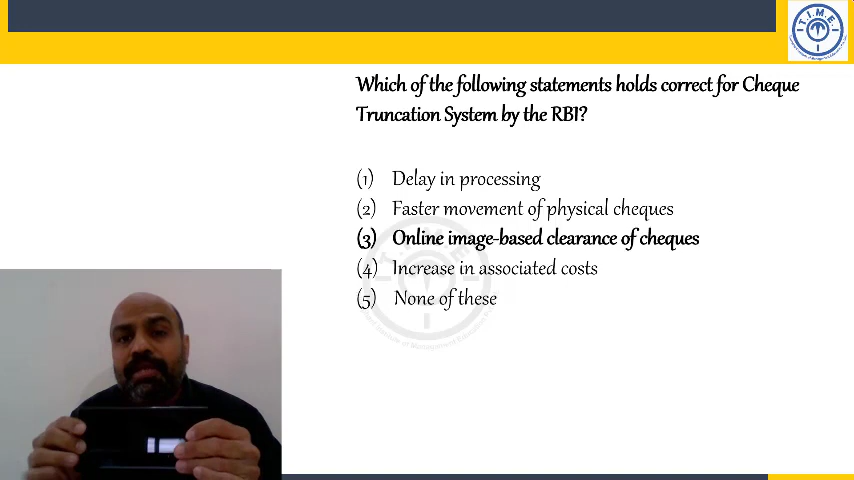 T.I.M.E.
Which of the following statements holds correct for Cheque
Truncation System by the RBI?
(1) Delay in processing
(2) Faster movement of physical cheques
(3) Online image-based clearance of cheques
(4) Increase in associated costs
(5) None of these